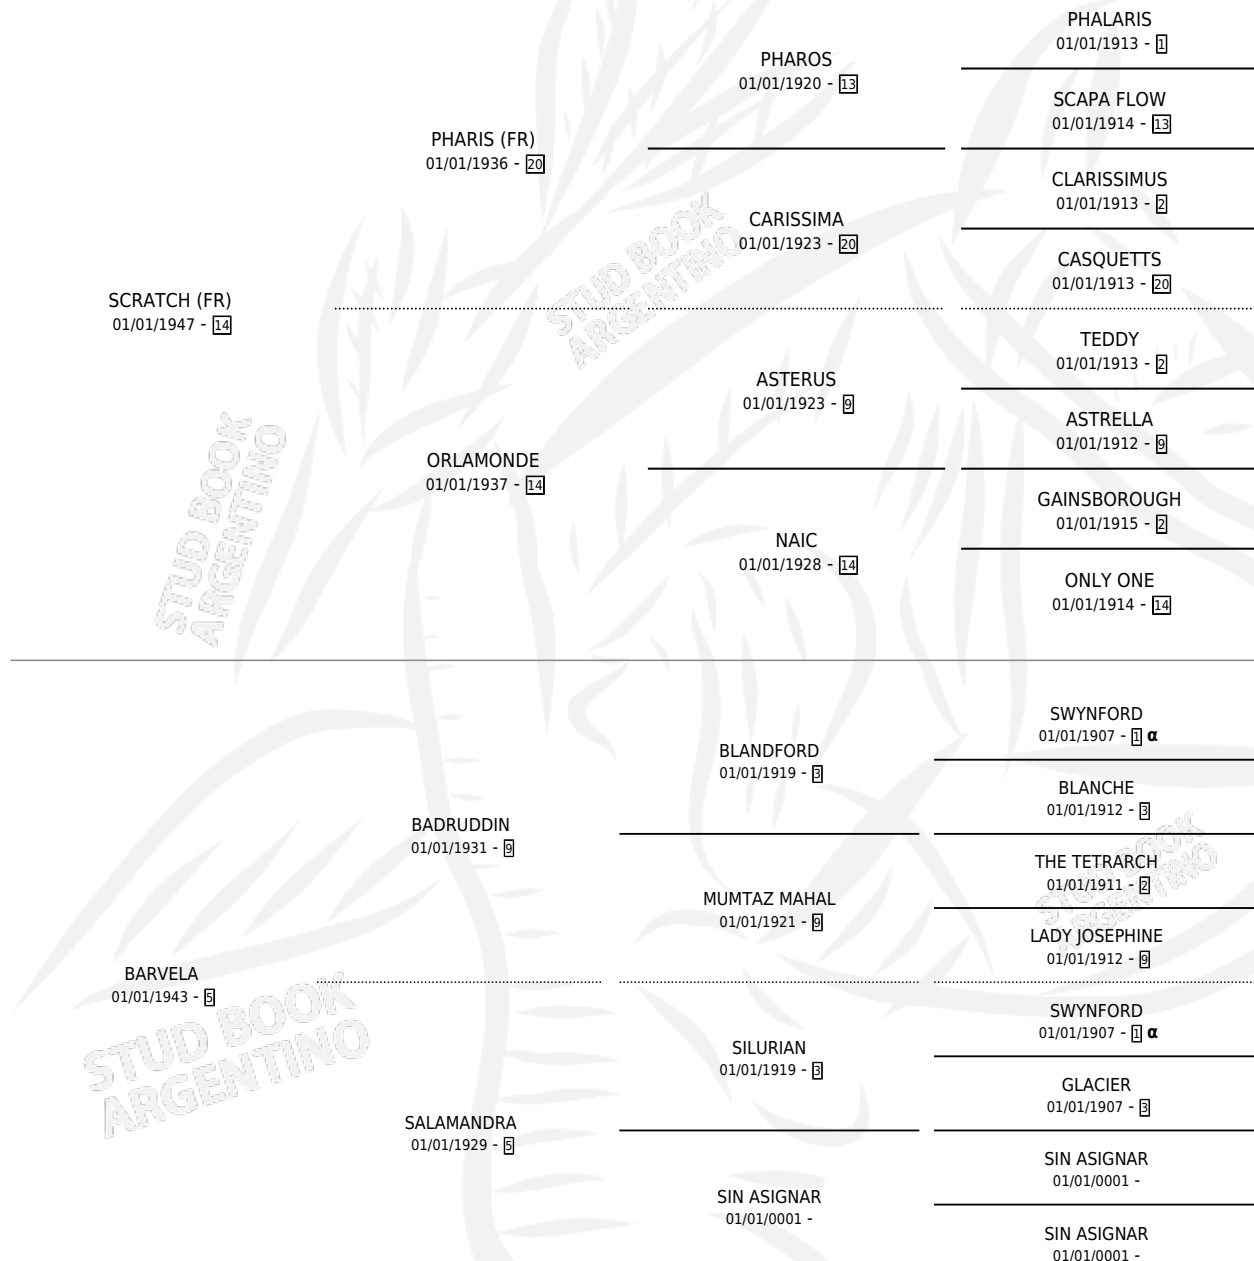 PHALARIS
01/01/1913 - 1
PHAROS
01/01/1920 - 13
SCAPA FLOW
01/01/1914 - 13
PHARIS (FR)
01/01/1936 - 20
CLARISSIMUS
01/01/1913 - 2
CARISSIMA
01/01/1923 - 20
CASQUETTS
01/01/1913 - 20
STUD BOOK
ARGENTINO
SCRATCH (FR)
01/01/1947 - 14
TEDDY
01/01/1913 - 2
ASTERUS
01/01/1923 - 9
ASTRELLA
01/01/1912 - 9
ORLAMONDE
01/01/1937 - 14
GAINSBOROUGH
01/01/1915 - 2
NAIC
01/01/1928 - 14
ONLY ONE
01/01/1914 - 14
STUD BOOK
ARGENTINO
SWYNFORD
01/01/1907 - 1 α
BLANDFORD
01/01/1919 - 3
BLANCHE
01/01/1912 - 3
BADRUDDIN
01/01/1931 - 9
THE TETRARCH
01/01/1911 - 2
MUMTAZ MAHAL
01/01/1921 - 9
LADY JOSEPHINE
01/01/1912 - 9
STUD BOOK
ARGENTINO
BARVELA
01/01/1943 - 5
SWYNFORD
01/01/1907 - 1 α
SILURIAN
01/01/1919 - 3
GLACIER
01/01/1907 - 3
STUD BOOK
ARGENTINO
SALAMANDRA
01/01/1929 - 5
SIN ASIGNAR
01/01/0001 -
SIN ASIGNAR
01/01/0001 -
SIN ASIGNAR
01/01/0001 -